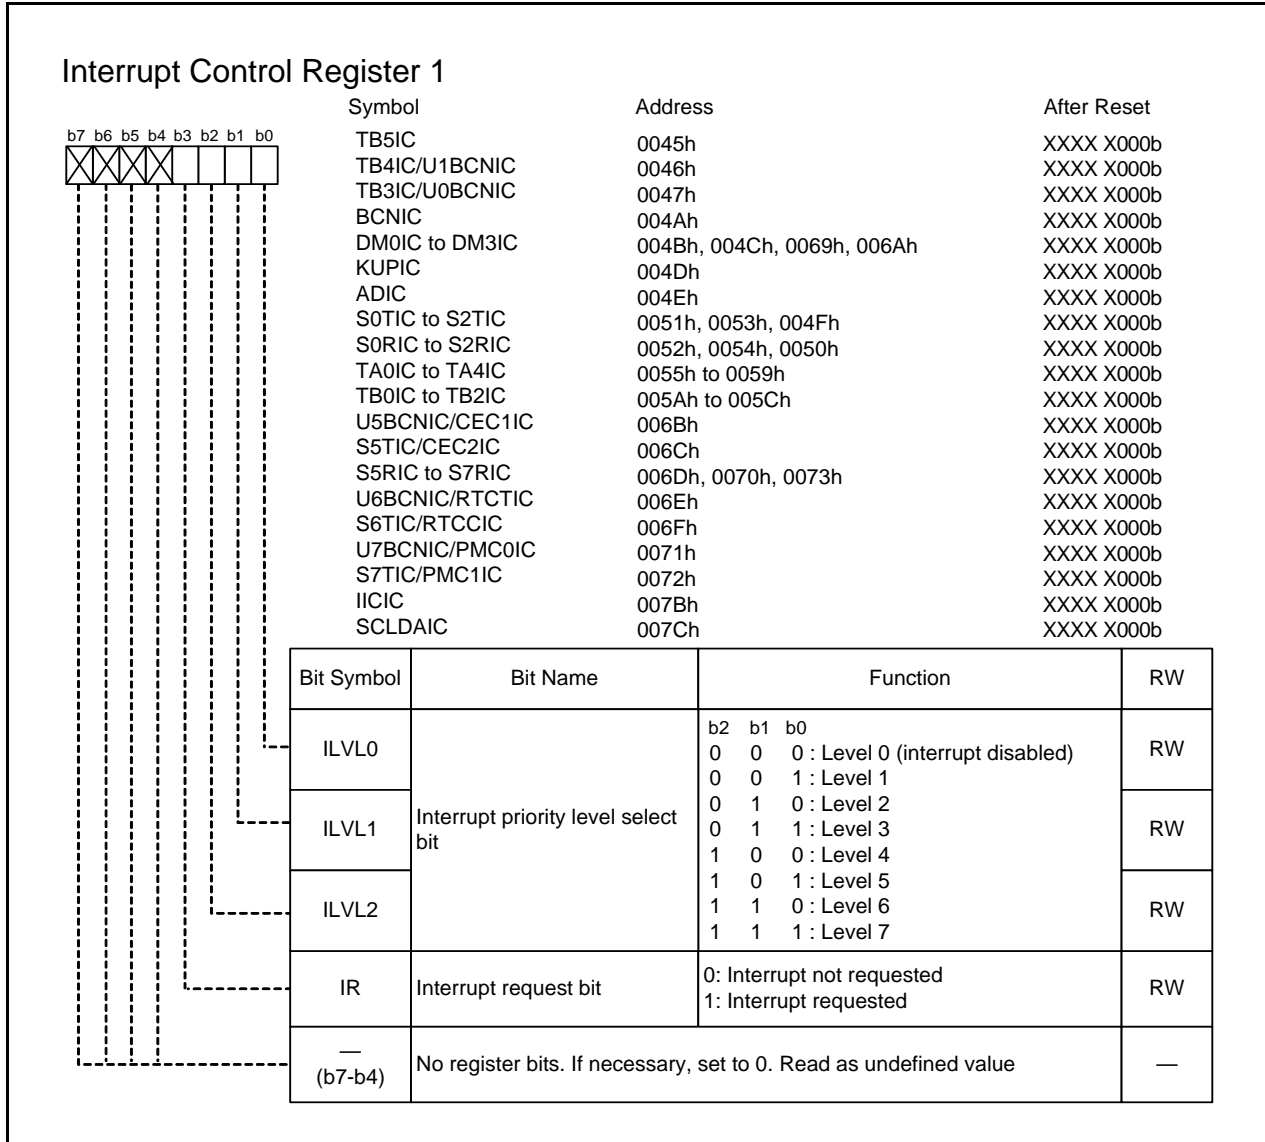 Interrupt Control Register 1
Symbol Address After Reset
b7 b6 b5 b4 b3 b2 b1 b0
TB5IC 0045h XXXX X000b
TB4IC/U1BCNIC 0046h XXXX X000b
TB3IC/U0BCNIC 0047h XXXX X000b
BCNIC 004Ah XXXX X000b
DM0IC to DM3IC 004Bh, 004Ch, 0069h, 006Ah XXXX X000b
KUPIC 004Dh XXXX X000b
ADIC 004Eh XXXX X000b
S0TIC to S2TIC 0051h, 0053h, 004Fh XXXX X000b
S0RIC to S2RIC 0052h, 0054h, 0050h XXXX X000b
TA0IC to TA4IC 0055h to 0059h XXXX X000b
TB0IC to TB2IC 005Ah to 005Ch XXXX X000b
U5BCNIC/CEC1IC 006Bh XXXX X000b
S5TIC/CEC2IC 006Ch XXXX X000b
S5RIC to S7RIC 006Dh, 0070h, 0073h XXXX X000b
U6BCNIC/RTCTIC 006Eh XXXX X000b
S6TIC/RTCCIC 006Fh XXXX X000b
U7BCNIC/PMC0IC 0071h XXXX X000b
S7TIC/PMC1IC 0072h XXXX X000b
IICIC 007Bh XXXX X000b
SCLDAIC 007Ch XXXX X000b
Bit Symbol Bit Name Function RW
ILVL0 RW
ILVL1 RW
ILVL2 RW
Interrupt priority level select
bit
b2 b1 b0
0 0 0 : Level 0 (interrupt disabled)
0 0 1 : Level 1
0 1 0 : Level 2
0 1 1 : Level 3
1 0 0 : Level 4
1 0 1 : Level 5
1 1 0 : Level 6
1 1 1 : Level 7
IR Interrupt request bit RW
0: Interrupt not requested
1: Interrupt requested
—
(b7-b4) No register bits. If necessary, set to 0. Read as undefined value —